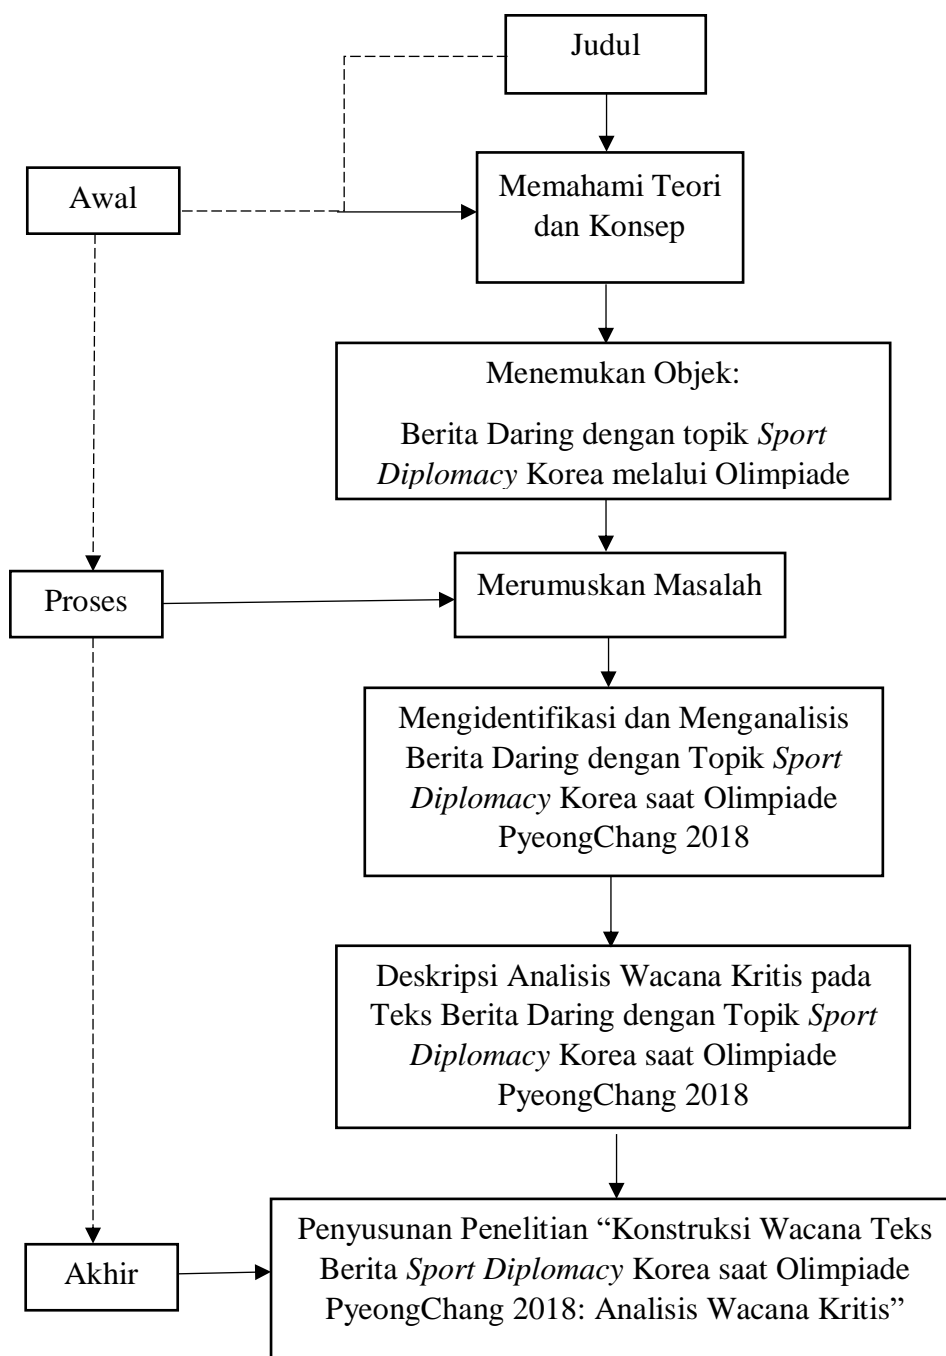 Judul
Awal
Memahami Teori
dan Konsep
Menemukan Objek:
Berita Daring dengan topik Sport
Diplomacy Korea melalui Olimpiade
Proses
Merumuskan Masalah
Mengidentifikasi dan Menganalisis
Berita Daring dengan Topik Sport
Diplomacy Korea saat Olimpiade
PyeongChang 2018
Deskripsi Analisis Wacana Kritis pada
Teks Berita Daring dengan Topik Sport
Diplomacy Korea saat Olimpiade
PyeongChang 2018
Akhir
Penyusunan Penelitian “Konstruksi Wacana Teks
Berita Sport Diplomacy Korea saat Olimpiade
PyeongChang 2018: Analisis Wacana Kritis”